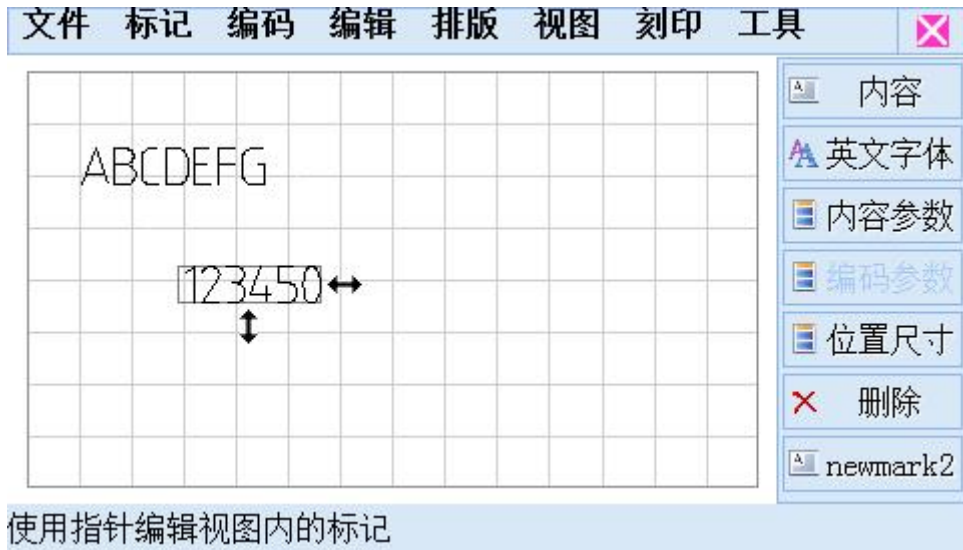 文件 标记 编码 编辑 排版 视图 刻印 工具
ABCDEFG
123450
内容
英文字体
内容参数
编码参数
位置尺寸
删除
newmark2
使用指针编辑视图内的标记